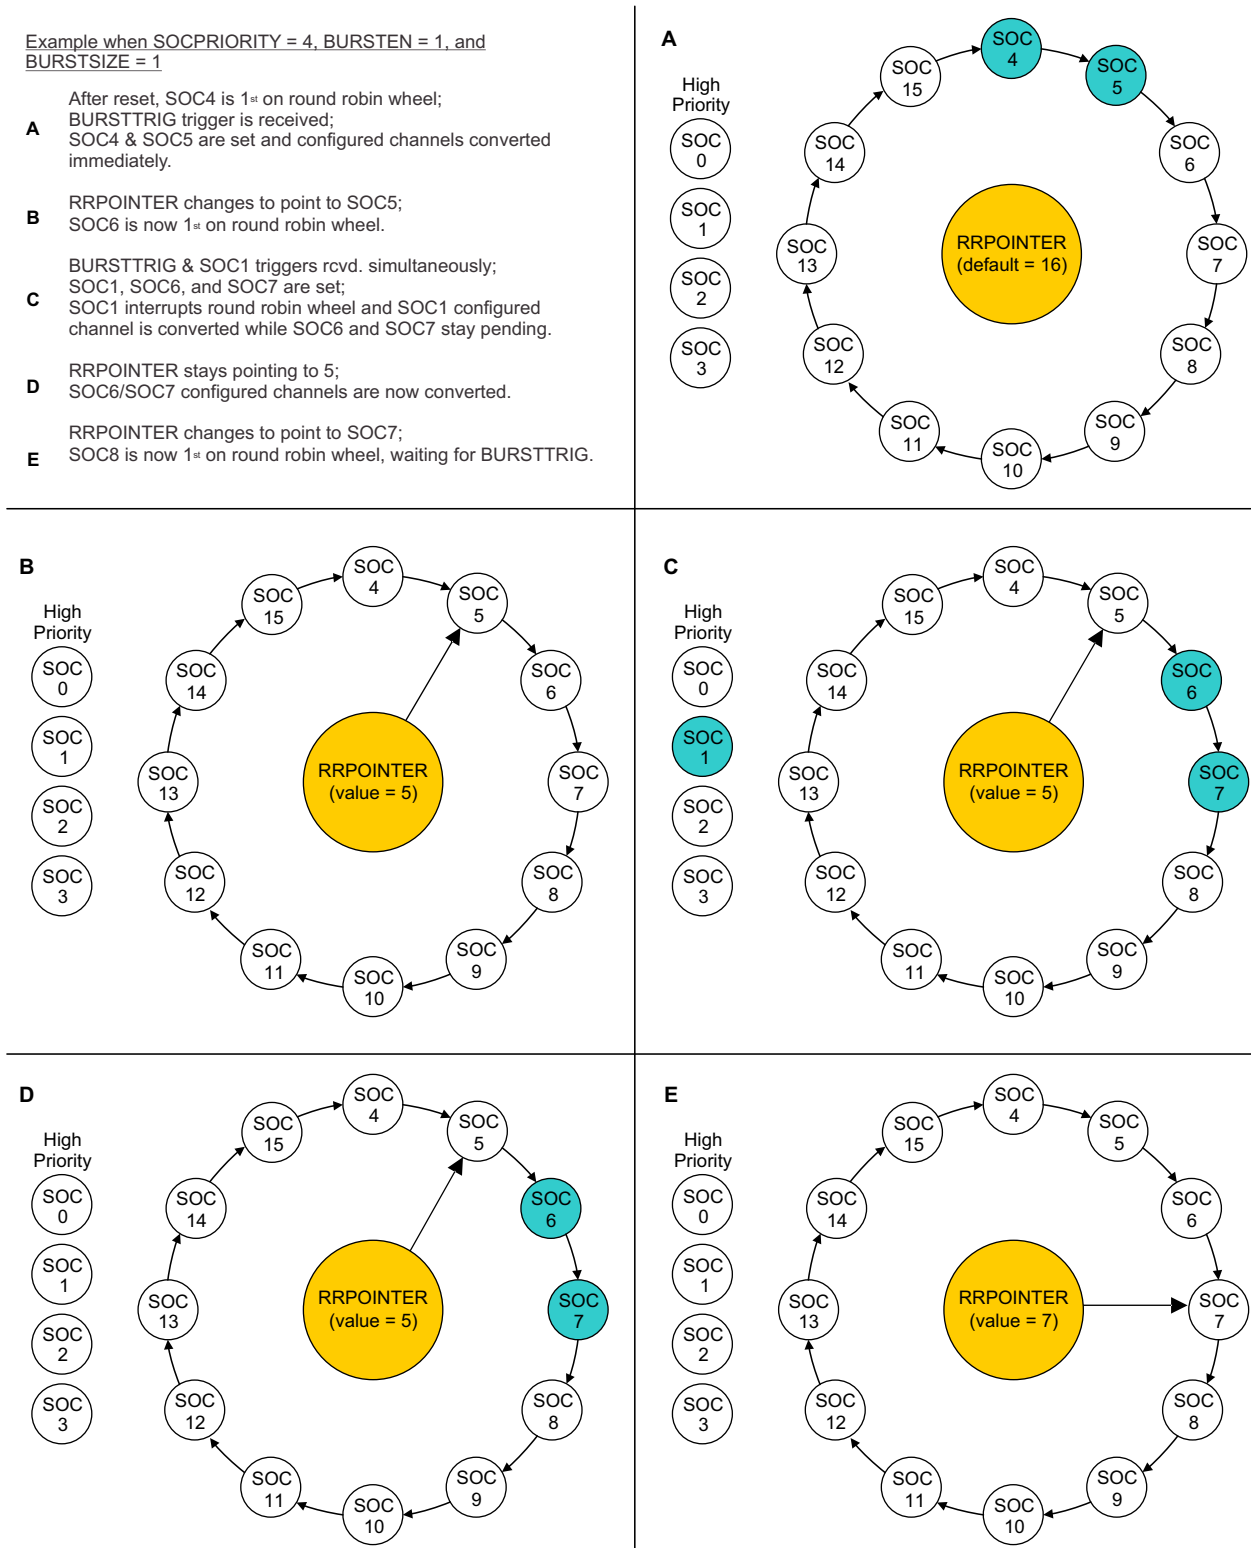 Example when SOCPRIORITY = 4, BURSTEN = 1, and
BURSTSIZE = 1
A
After reset, SOC4 is 1st on round robin wheel;
BURSTTRIG trigger is received;
SOC4 & SOC5 are set and configured channels converted
immediately.
B
RRPOINTER changes to point to SOC5;
SOC6 is now 1st on round robin wheel.
C
BURSTTRIG & SOC1 triggers rcvd. simultaneously;
SOC1, SOC6, and SOC7 are set;
SOC1 interrupts round robin wheel and SOC1 configured
channel is converted while SOC6 and SOC7 stay pending.
D
RRPOINTER stays pointing to 5;
SOC6/SOC7 configured channels are now converted.
E
RRPOINTER changes to point to SOC7;
SOC8 is now 1st on round robin wheel, waiting for BURSTTRIG.
A
High
Priority
SOC
0
SOC
1
SOC
2
SOC
3
SOC
4
SOC
5
SOC
6
SOC
7
SOC
8
SOC
9
SOC
10
SOC
11
SOC
12
SOC
13
SOC
14
SOC
15
RRPOINTER
(default = 16)
B
High
Priority
SOC
0
SOC
1
SOC
2
SOC
3
SOC
4
SOC
5
SOC
6
SOC
7
SOC
8
SOC
9
SOC
10
SOC
11
SOC
12
SOC
13
SOC
14
SOC
15
RRPOINTER
(value = 5)
C
High
Priority
SOC
0
SOC
1
SOC
2
SOC
3
SOC
4
SOC
5
SOC
6
SOC
7
SOC
8
SOC
9
SOC
10
SOC
11
SOC
12
SOC
13
SOC
14
SOC
15
RRPOINTER
(value = 5)
D
High
Priority
SOC
0
SOC
1
SOC
2
SOC
3
SOC
4
SOC
5
SOC
6
SOC
7
SOC
8
SOC
9
SOC
10
SOC
11
SOC
12
SOC
13
SOC
14
SOC
15
RRPOINTER
(value = 5)
E
High
Priority
SOC
0
SOC
1
SOC
2
SOC
3
SOC
4
SOC
5
SOC
6
SOC
7
SOC
8
SOC
9
SOC
10
SOC
11
SOC
12
SOC
13
SOC
14
SOC
15
RRPOINTER
(value = 7)